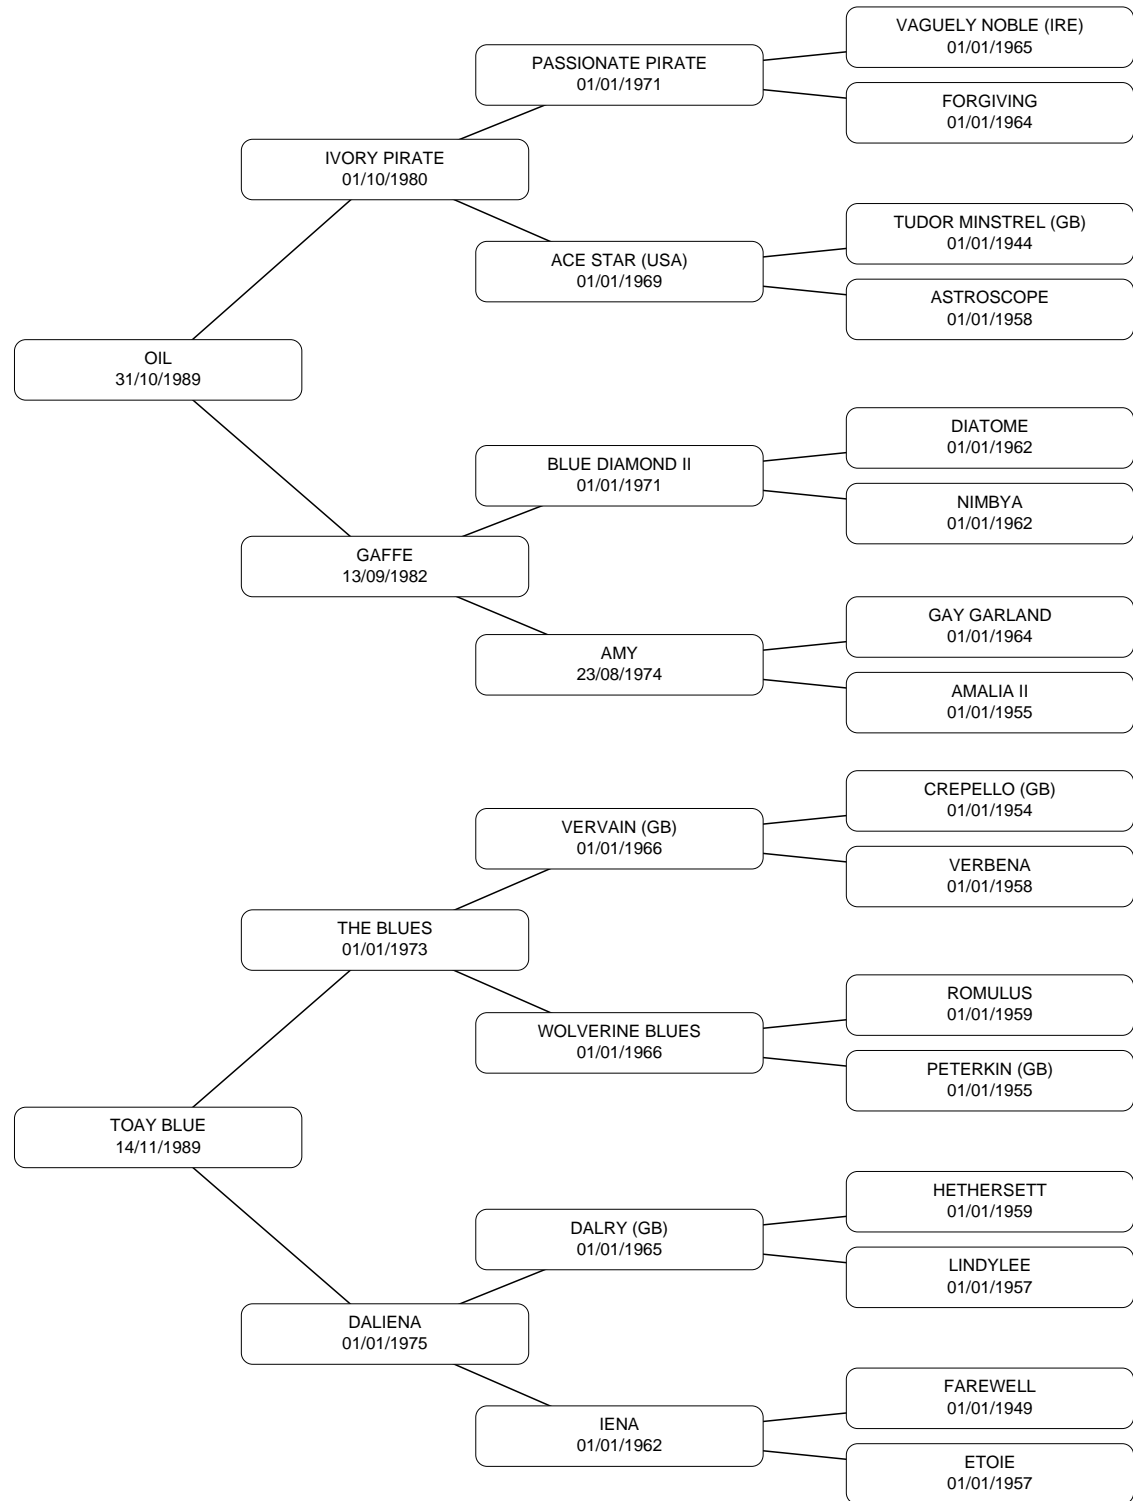 VAGUELY NOBLE (IRE)
01/01/1965
PASSIONATE PIRATE
01/01/1971
FORGIVING
01/01/1964
IVORY PIRATE
01/10/1980
TUDOR MINSTREL (GB)
01/01/1944
ACE STAR (USA)
01/01/1969
ASTROSCOPE
01/01/1958
OIL
31/10/1989
DIATOME
01/01/1962
BLUE DIAMOND II
01/01/1971
NIMBYA
01/01/1962
GAFFE
13/09/1982
GAY GARLAND
01/01/1964
AMY
23/08/1974
AMALIA II
01/01/1955
CREPELLO (GB)
01/01/1954
VERVAIN (GB)
01/01/1966
VERBENA
01/01/1958
THE BLUES
01/01/1973
ROMULUS
01/01/1959
WOLVERINE BLUES
01/01/1966
PETERKIN (GB)
01/01/1955
TOAY BLUE
14/11/1989
HETHERSETT
01/01/1959
DALRY (GB)
01/01/1965
LINDYLEE
01/01/1957
DALIENA
01/01/1975
FAREWELL
01/01/1949
IENA
01/01/1962
ETOIE
01/01/1957